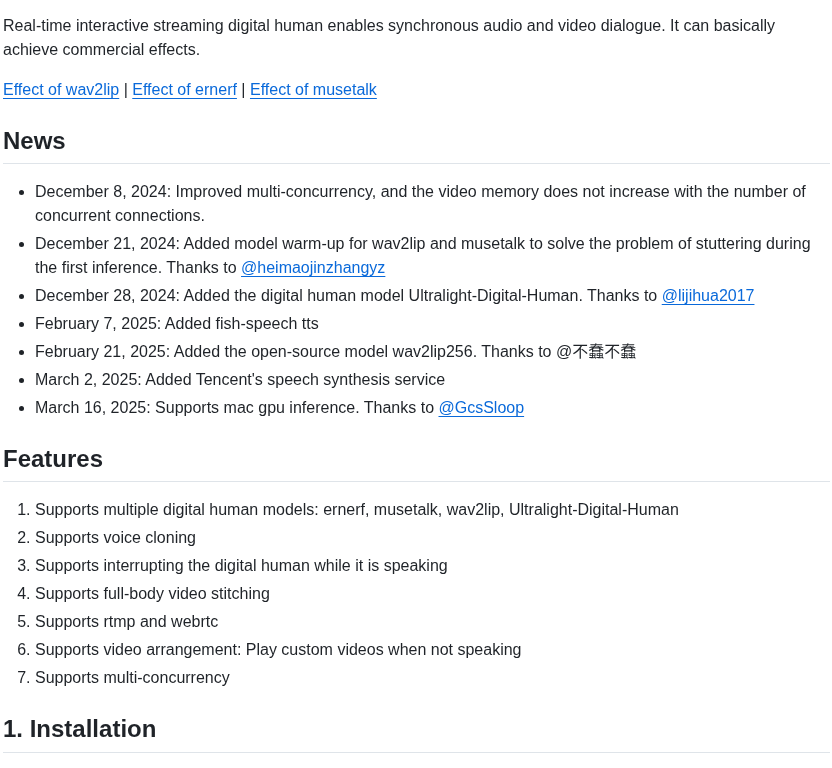 Real-time interactive streaming digital human enables synchronous audio and video dialogue. It can basically
achieve commercial effects.
Effect of wav2lip | Effect of ernerf | Effect of musetalk
News
• December 8, 2024: Improved multi-concurrency, and the video memory does not increase with the number of
concurrent connections.
• December 21, 2024: Added model warm-up for wav2lip and musetalk to solve the problem of stuttering during
the first inference. Thanks to @heimaojinzhangyz
• December 28, 2024: Added the digital human model Ultralight-Digital-Human. Thanks to @lijihua2017
• February 7, 2025: Added fish-speech tts
• February 21, 2025: Added the open-source model wav2lip256. Thanks to @不蠢不蠢
• March 2, 2025: Added Tencent's speech synthesis service
• March 16, 2025: Supports mac gpu inference. Thanks to @GcsSloop
Features
1. Supports multiple digital human models: ernerf, musetalk, wav2lip, Ultralight-Digital-Human
2. Supports voice cloning
3. Supports interrupting the digital human while it is speaking
4. Supports full-body video stitching
5. Supports rtmp and webrtc
6. Supports video arrangement: Play custom videos when not speaking
7. Supports multi-concurrency
1. Installation